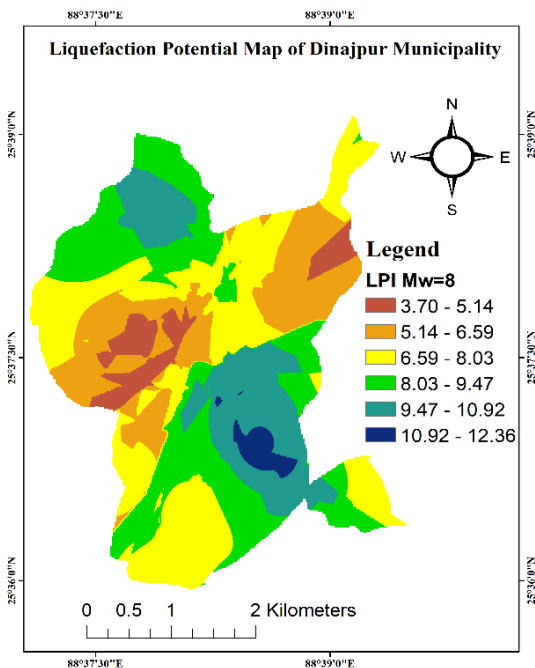 88°37'30"E 88°39'0"E
Liquefaction Potential Map of Dinajpur Municipality
25°39'0"N 25°39'0"N
N
W E
S
Legend
LPI Mw=8
3.70 - 5.14
5.14 - 6.59
6.59 - 8.03
8.03 - 9.47
9.47 - 10.92
10.92 - 12.36
25°37'30"N 25°37'30"N
25°36'0"N 25°36'0"N
0 0.5 1 2 Kilometers
88°37'30"E 88°39'0"E